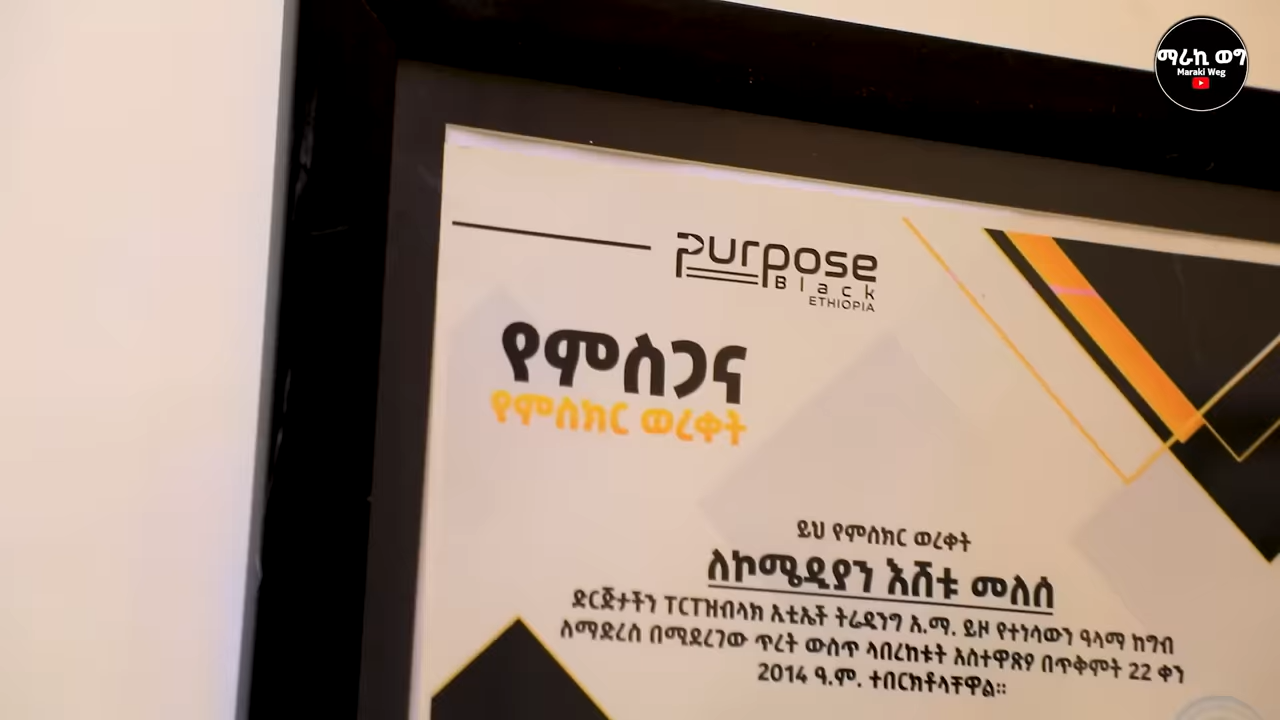 ማራኪ ወግ
Maraki Weg
purpose
Black
ETHIOPIA
የምስጋና
የምስክር ወረቀት
ይህ የምስክር ወረቀት
ለኮሜዲያን እሸቱ መለሰ
ድርጅታችን ፐርፐዝብላክ ኢቲኤች ትሬዲንግ አ.ማ. ይዞ የተነሳውን ዓላማ ከግብ
ለማድረስ በሚደረገው ጥረት ውስጥ ላበረከቱት አስተዋጽዖ በጥቅምት 22 ቀን
2014 ዓ.ም. ተበርክቶላቸዋል።